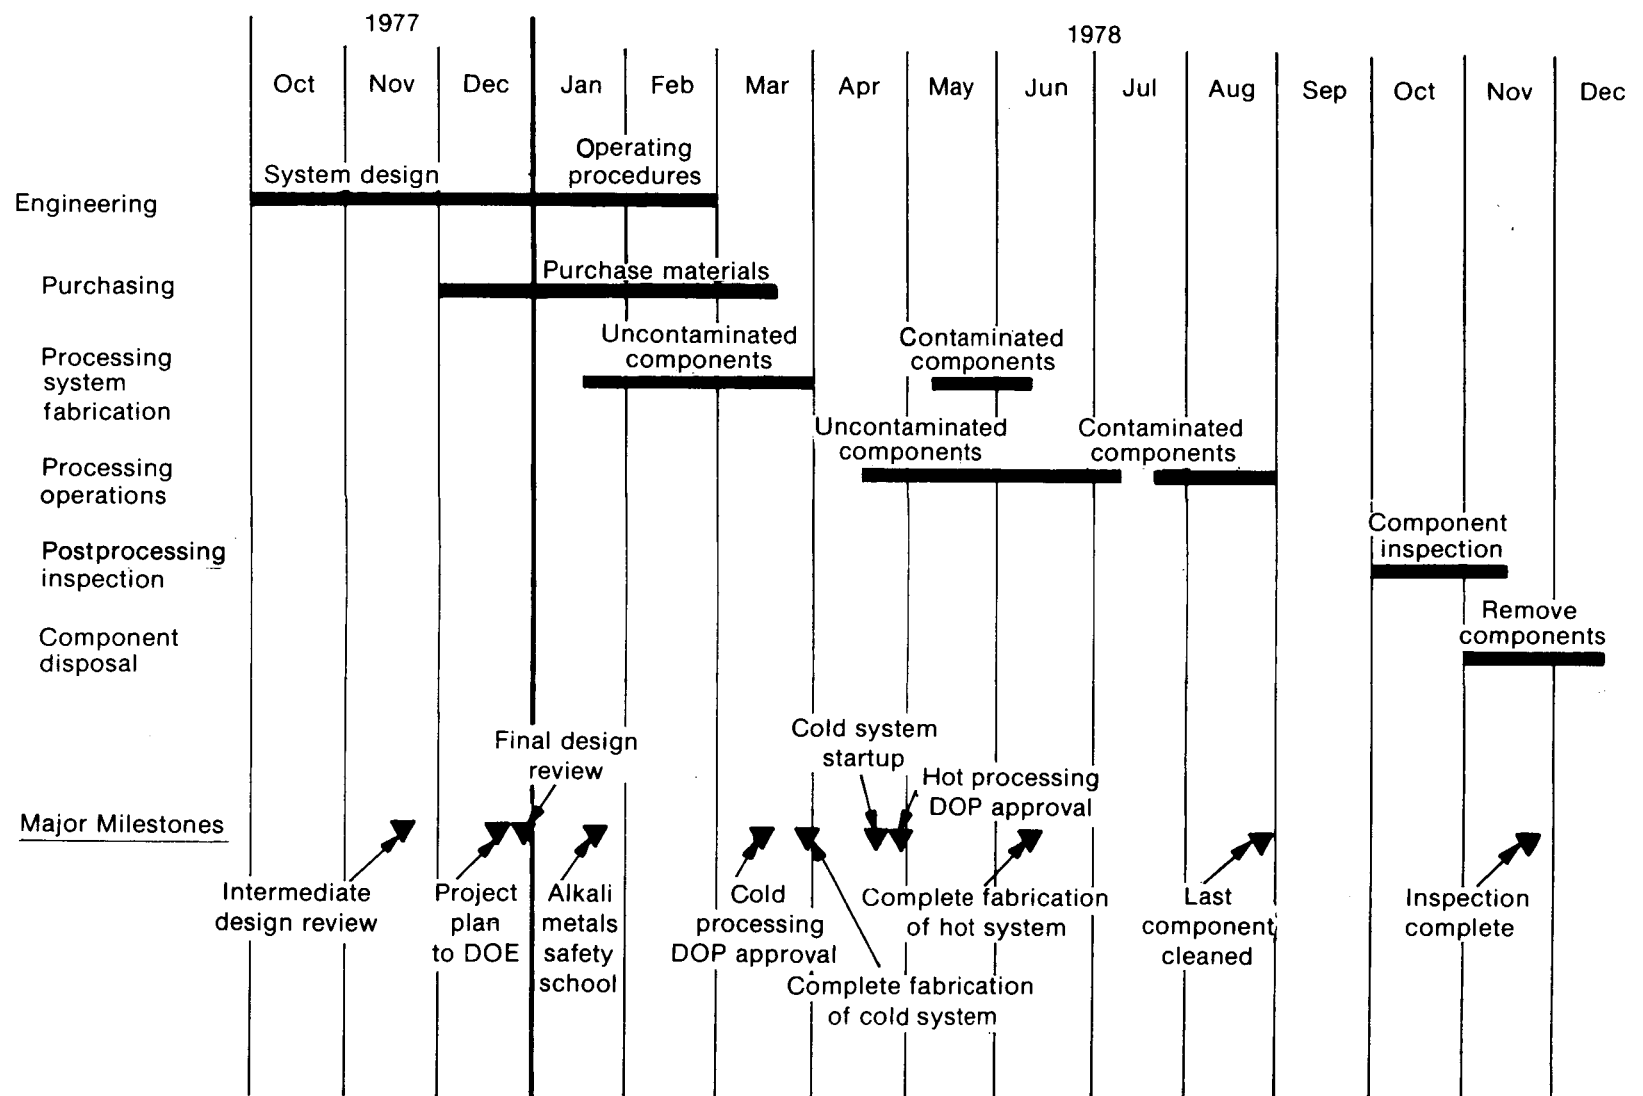 1977
1978
Oct Nov Dec Jan Feb Mar Apr May Jun Jul Aug Sep Oct Nov Dec
System design
Operating
procedures
Engineering
Purchase materials
Purchasing
Uncontaminated
components
Contaminated
components
Processing
system
fabrication
Uncontaminated
components
Contaminated
components
Processing
operations
Component
inspection
Postprocessing
inspection
Remove
components
Component
disposal
Final design
review
Cold system
startup
Hot processing
DOP approval
Major Milestones
Intermediate
design review
Project
plan
to DOE
Alkali
metals
safety
school
Cold
processing
DOP approval
Complete fabrication
of cold system
Complete fabrication
of hot system
Last
component
cleaned
Inspection
complete